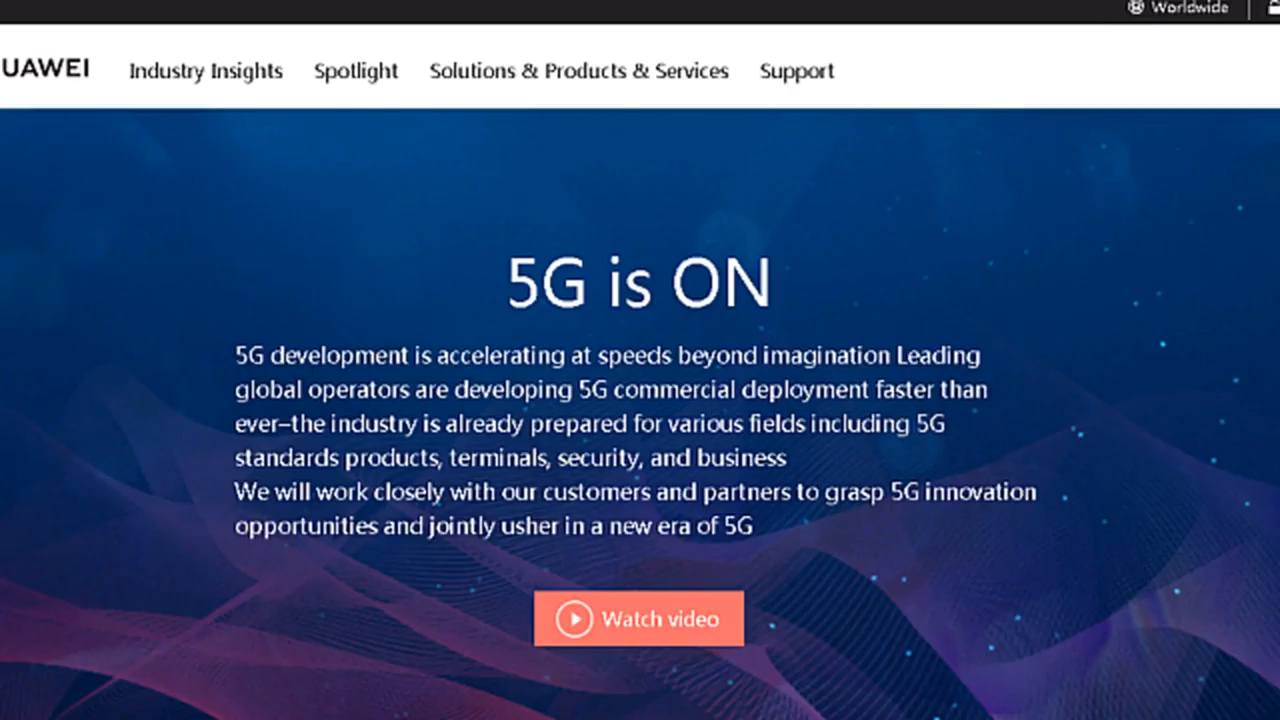 Worldwide
UAWEI Industry Insights Spotlight Solutions & Products & Services Support
5G is ON
5G development is accelerating at speeds beyond imagination Leading
global operators are developing 5G commercial deployment faster than
ever–the industry is already prepared for various fields including 5G
standards products, terminals, security, and business
We will work closely with our customers and partners to grasp 5G innovation
opportunities and jointly usher in a new era of 5G
Watch video